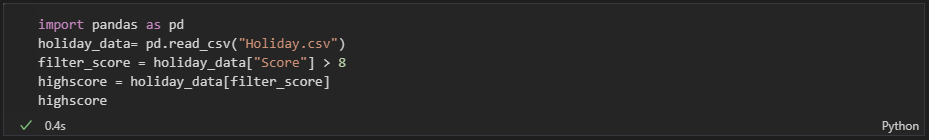 import pandas as pd
holiday_data= pd.read_csv("Holiday.csv")
filter_score = holiday_data["Score"] > 8
highscore = holiday_data[filter_score]
highscore
✓ 0.4s Python